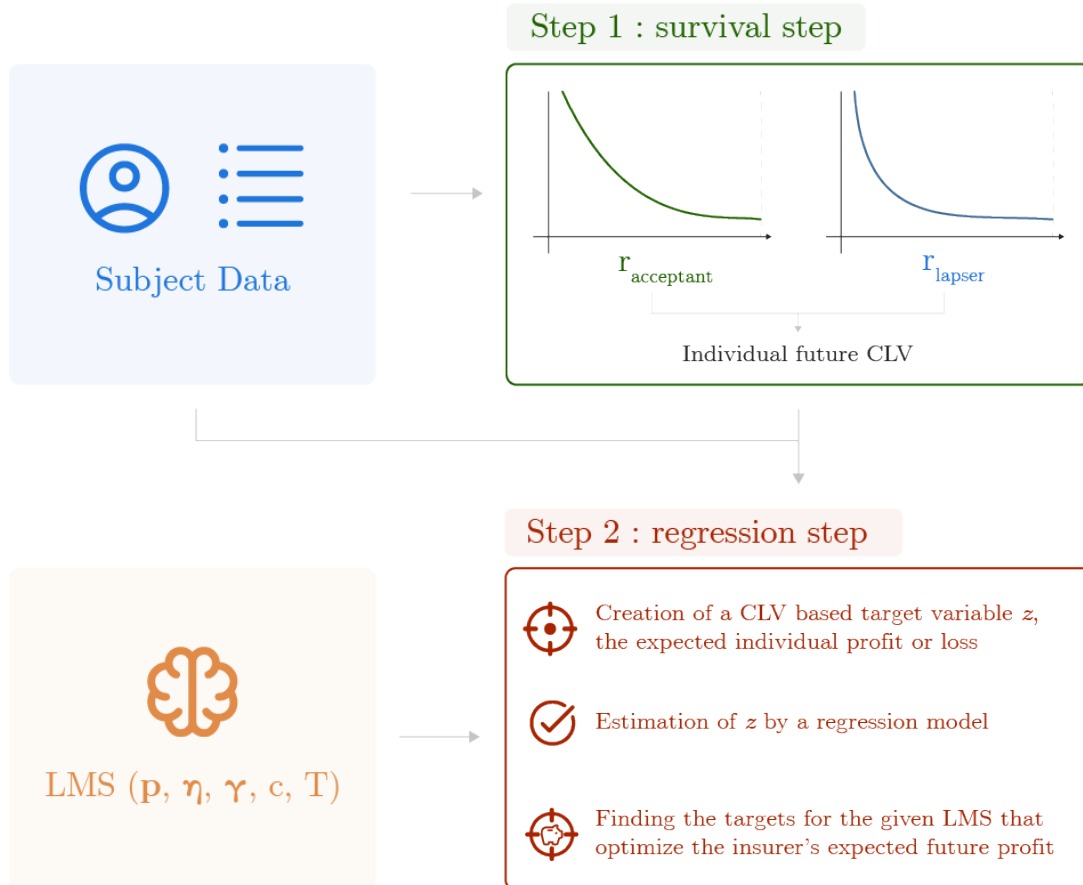 Step 1 : survival step
Subject Data
r_acceptant
r_lapser
Individual future CLV
Step 2 : regression step
Creation of a CLV based target variable z,
the expected individual profit or loss
Estimation of z by a regression model
LMS (p, η, γ, c, T)
Finding the targets for the given LMS that
optimize the insurer's expected future profit